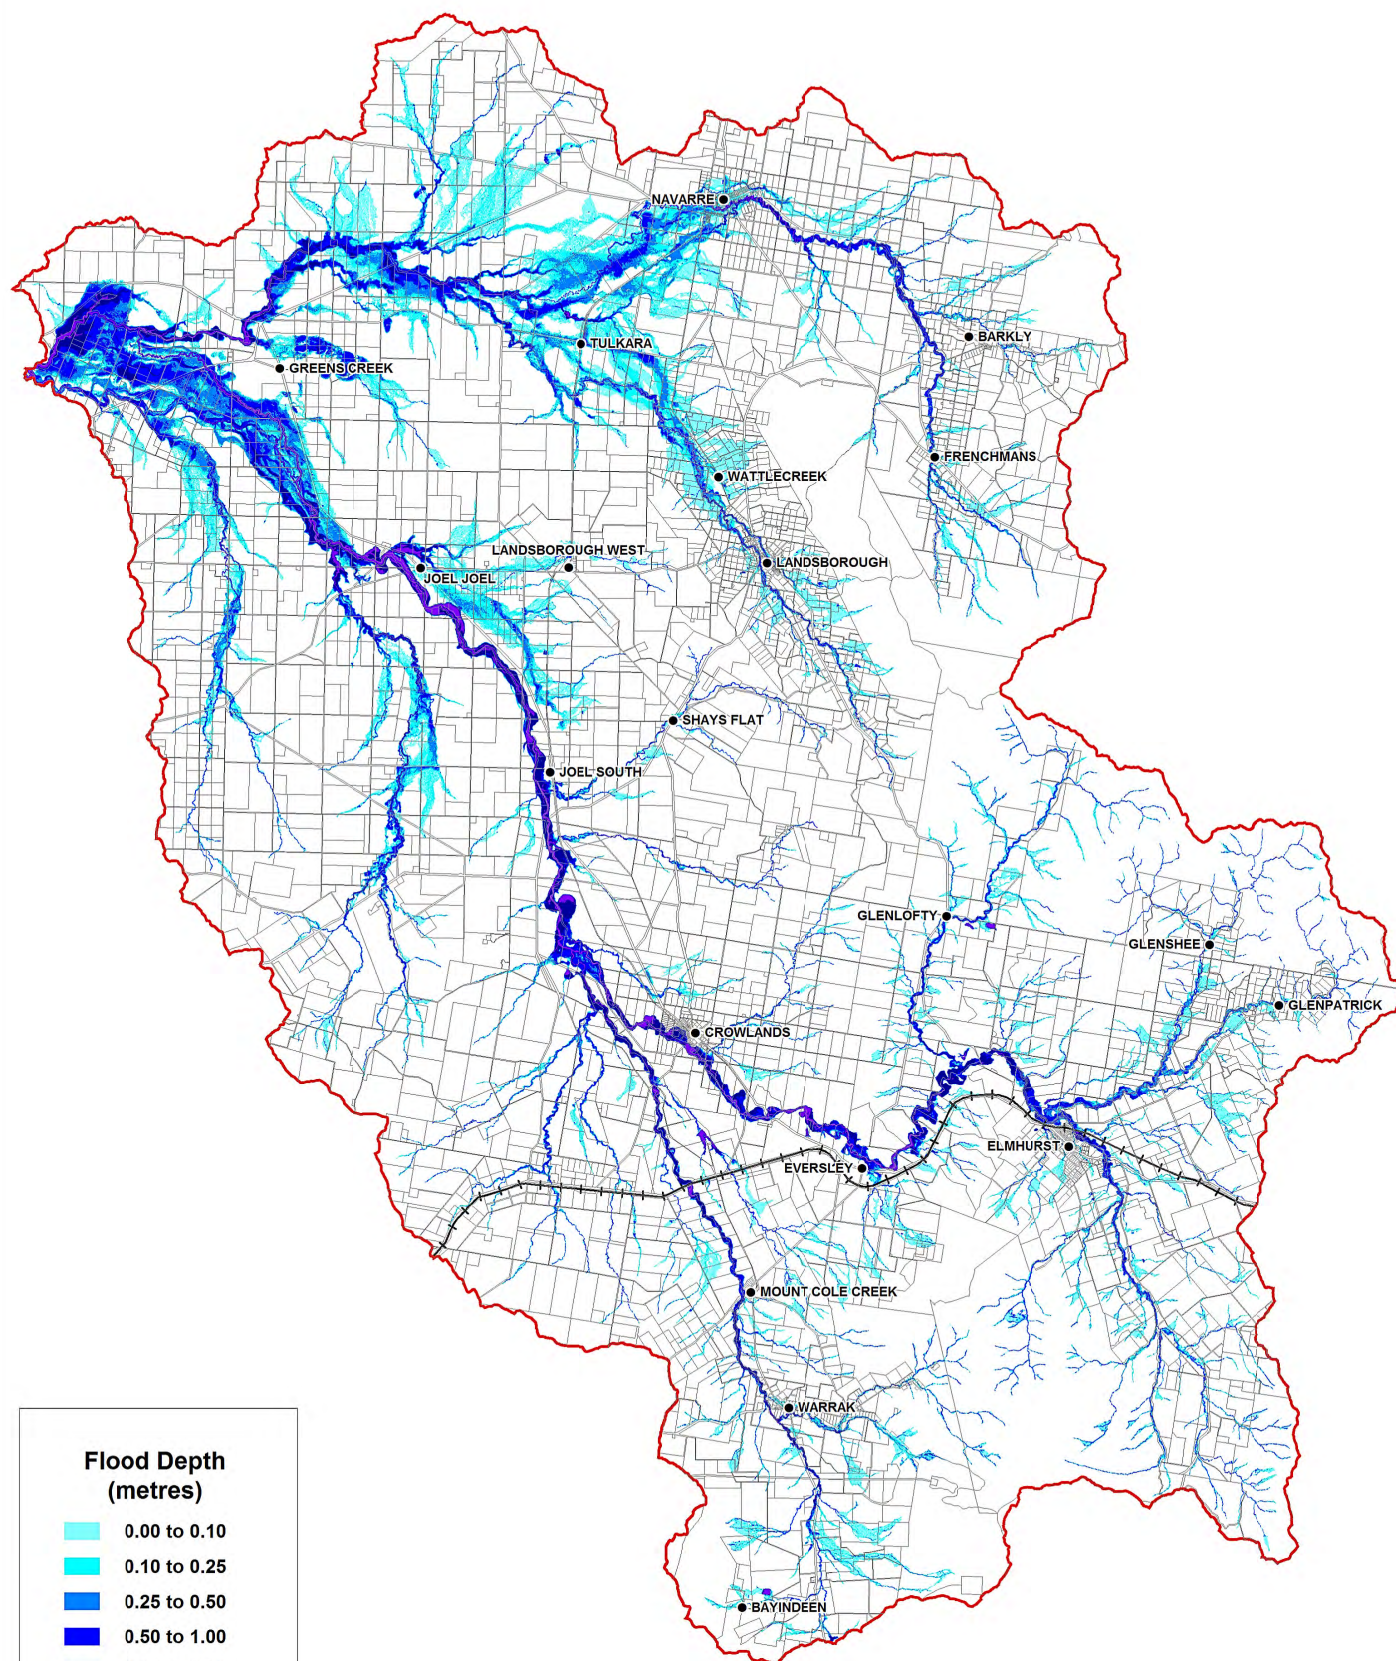 NAVARRE
BARKLY
TULKARA
GREENS CREEK
FRENCHMANS
WATTLECREEK
LANDSBOROUGH WEST
LANDSBOROUGH
JOEL JOEL
SHAYS FLAT
JOEL SOUTH
GLENLOFTY
GLENSHEE
GLENPATRICK
CROWLANDS
ELMHURST
EVERSLEY
MOUNT COLE CREEK
WARRAK
BAYINDEEN
Flood Depth
(metres)
0.00 to 0.10
0.10 to 0.25
0.25 to 0.50
0.50 to 1.00